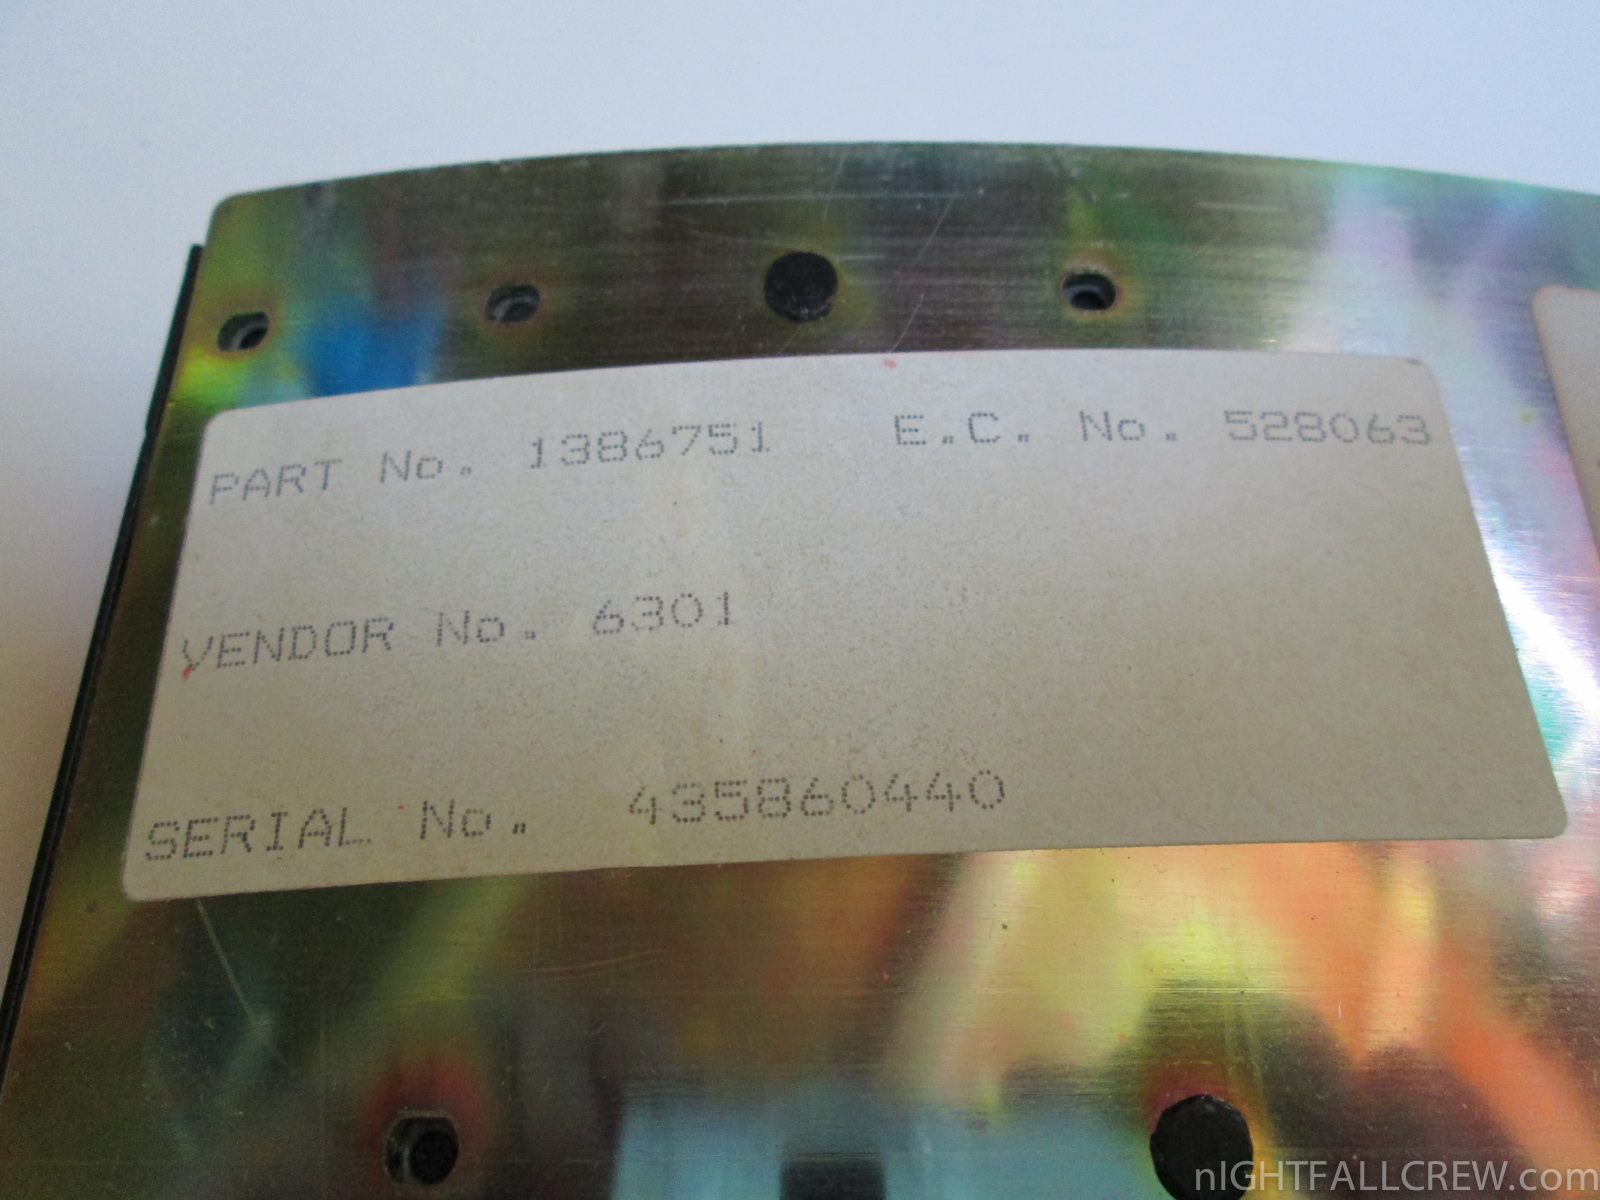 PART No. 1386751 E.C. No. 528063
VENDOR No. 6301
SERIAL No. 435860440
nIGHTFALLCREW.com